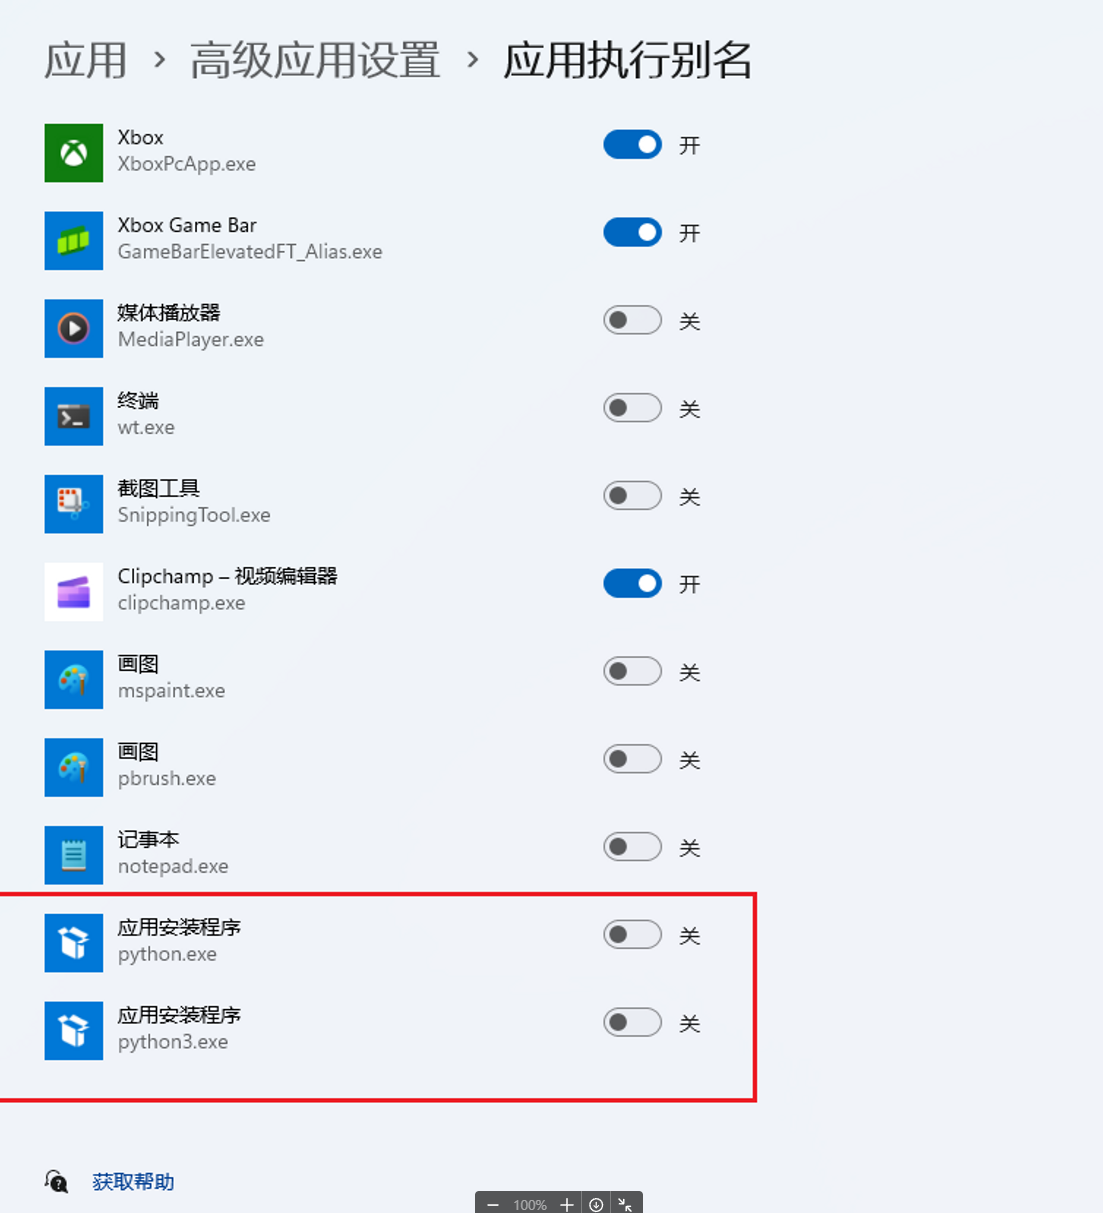 应用 › 高级应用设置 › 应用执行别名
Xbox
XboxPcApp.exe
开
Xbox Game Bar
GameBarElevatedFT_Alias.exe
开
媒体播放器
MediaPlayer.exe
关
终端
wt.exe
关
截图工具
SnippingTool.exe
关
Clipchamp – 视频编辑器
clipchamp.exe
开
画图
mspaint.exe
关
画图
pbrush.exe
关
记事本
notepad.exe
关
应用安装程序
python.exe
关
应用安装程序
python3.exe
关
获取帮助
100%